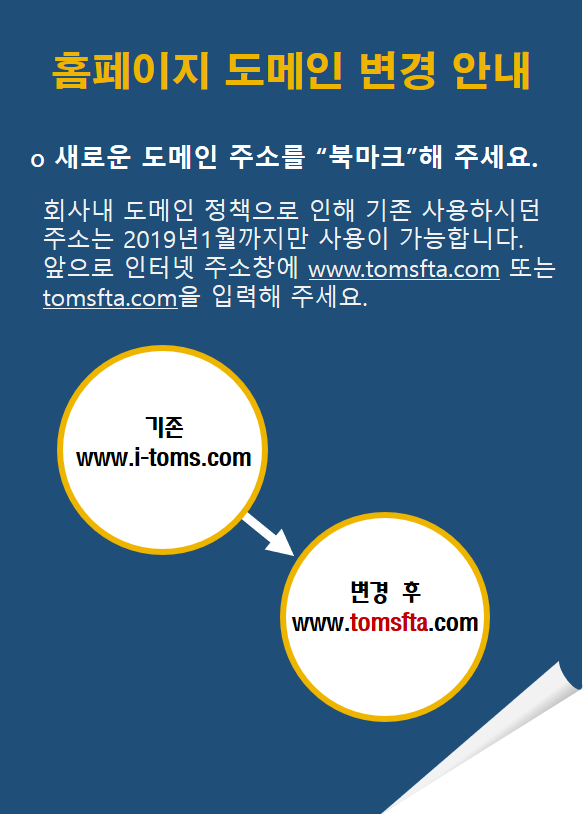 홈페이지 도메인 변경 안내
o 새로운 도메인 주소를 “북마크”해 주세요.
회사내 도메인 정책으로 인해 기존 사용하시던
주소는 2019년1월까지만 사용이 가능합니다.
앞으로 인터넷 주소창에 www.tomsfta.com 또는
tomsfta.com을 입력해 주세요.
기존
www.i-toms.com
변경 후
www.tomsfta.com